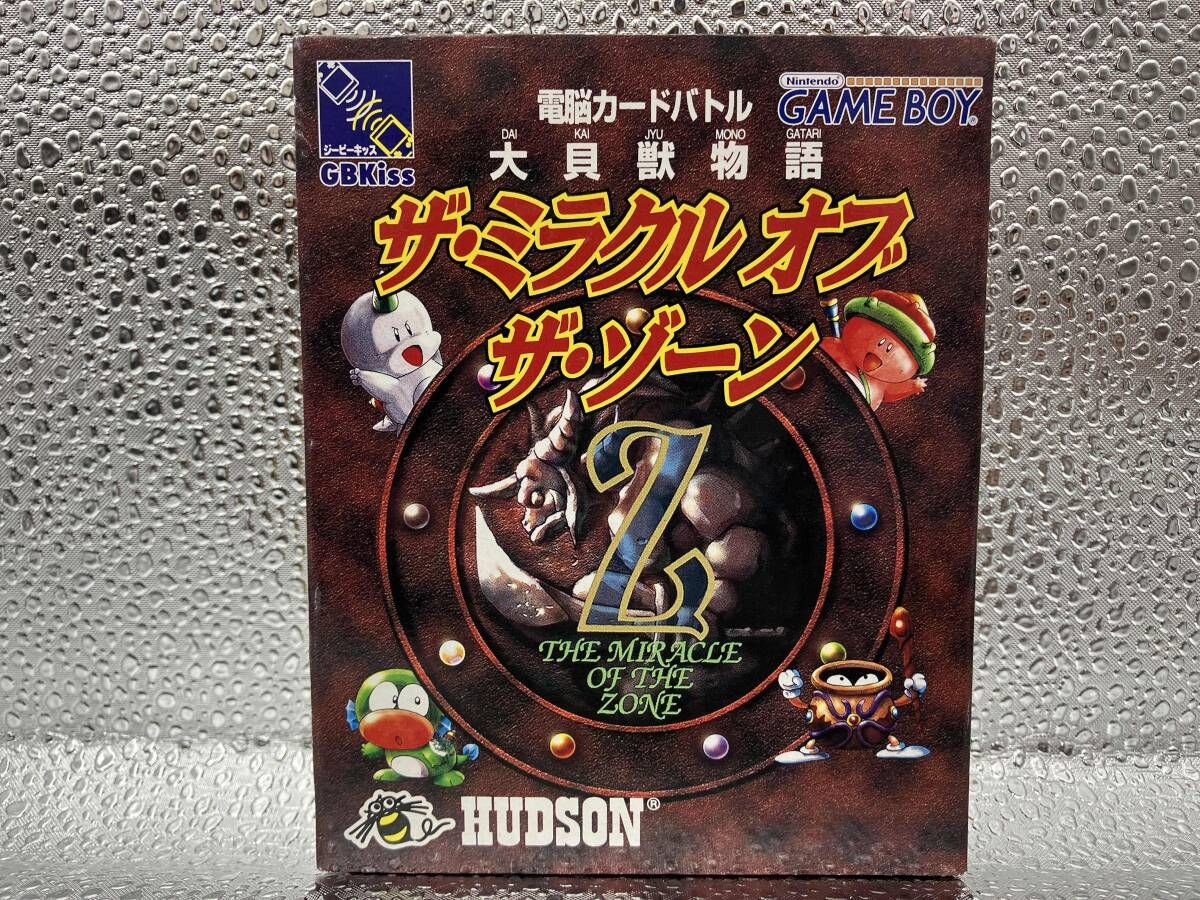 ジービーキッス
GBKiss
Nintendo
GAME BOY®
電脳カードバトル
DAI KAI JYU MONO GATARI
大貝獣物語
ザ・ミラクル オブ
ザ・ゾーン
Z
THE MIRACLE
OF THE
ZONE
HUDSON®